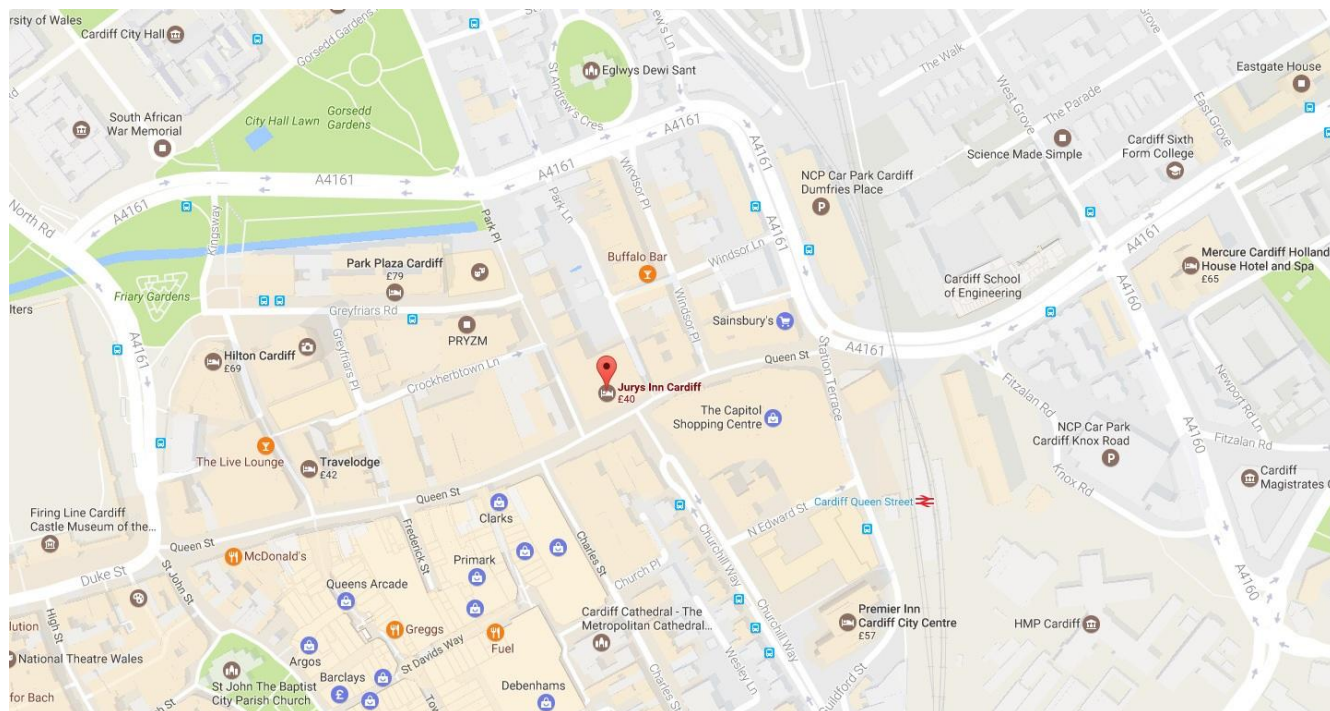 rsity of Wales
Cardiff City Hall
Gorsedd Gardens
South African
War Memorial
City Hall Lawn
Gorsedd
Gardens
St Andrew's Cres
Eglwys Dewi Sant
The Walk
West Grove
The Parade
East Grove
Eastgate House
Science Made Simple
Cardiff Sixth
Form College
NCP Car Park Cardiff
Dumfries Place
P
A4161
A4161
A4161
A4161
A4161
A4161
A4161
A4161
A4161
A4160
A4160
A4160
North Rd
Kingsway
Park Pl
Park Ln
Windsor Pl
Windsor Ln
Windsor Pl
Buffalo Bar
Park Plaza Cardiff
£79
Friary Gardens
Greyfriars Rd
PRYZM
Sainsbury's
Cardiff School
of Engineering
Mercure Cardiff Holland
House Hotel and Spa
£65
lters
Hilton Cardiff
£69
Greyfriars Pl
Crockherbtown Ln
Queen St
Station Terrace
Jurys Inn Cardiff
£40
The Capitol
Shopping Centre
Fitzalan Rd
Newport Rd Ln
Fitzalan Rd
NCP Car Park
Cardiff Knox Road
P
Knox Rd
Cardiff
Magistrates C
The Live Lounge
Travelodge
£42
Queen St
Clarks
Cardiff Queen Street
N Edward St
Firing Line Cardiff
Castle Museum of the...
Queen St
McDonald's
Frederick St
Duke St
St John St
High St
Primark
Charles St
Church Pl
Churchill Way
Churchill Way
Queens Arcade
Greggs
Fuel
St Davids Way
Argos
Barclays
£
Cardiff Cathedral - The
Metropolitan Cathedral...
Premier Inn
Cardiff City Centre
£57
HMP Cardiff
lution
National Theatre Wales
for Bach
St John The Baptist
City Parish Church
Debenhams
Charles St
Wesley Ln
Guildford St